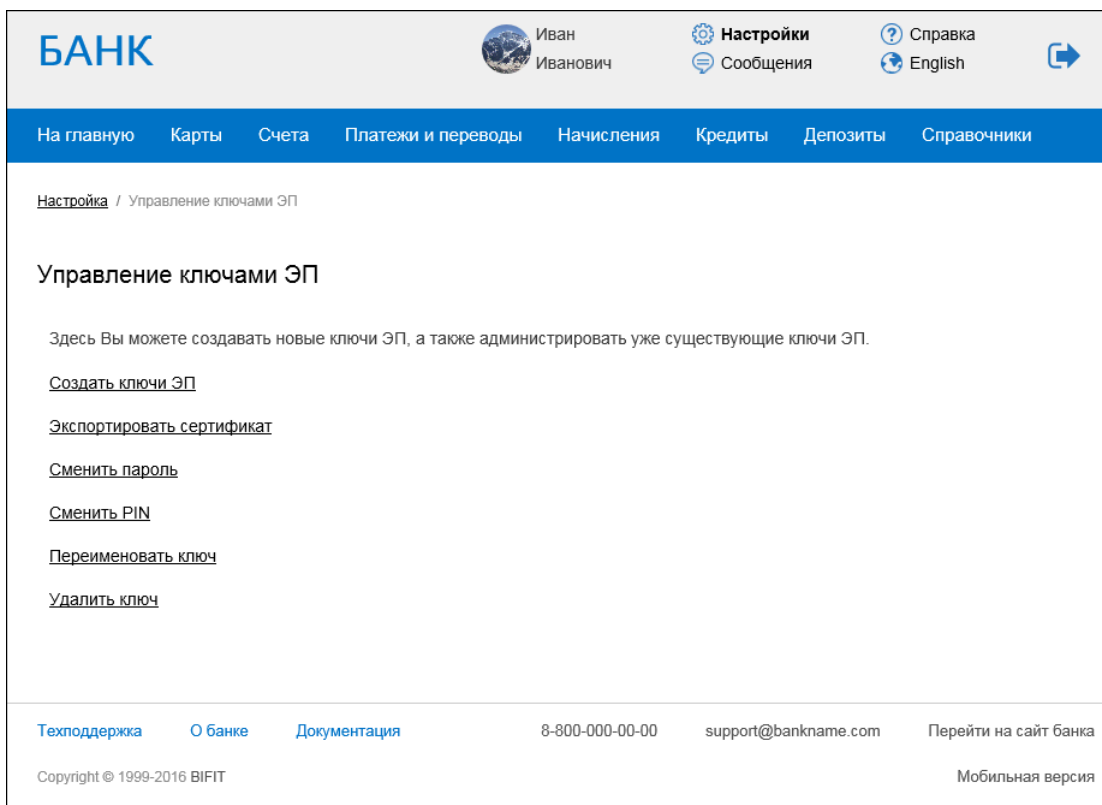 БАНК
Иван
Иванович
Настройки
Сообщения
Справка
English
На главную Карты Счета Платежи и переводы Начисления Кредиты Депозиты Справочники
Настройка / Управление ключами ЭП
Управление ключами ЭП
Здесь Вы можете создавать новые ключи ЭП, а также администрировать уже существующие ключи ЭП.
Создать ключи ЭП
Экспортировать сертификат
Сменить пароль
Сменить PIN
Переименовать ключ
Удалить ключ
Техподдержка О банке Документация 8-800-000-00-00 support@bankname.com Перейти на сайт банка
Copyright © 1999-2016 BIFIT Мобильная версия